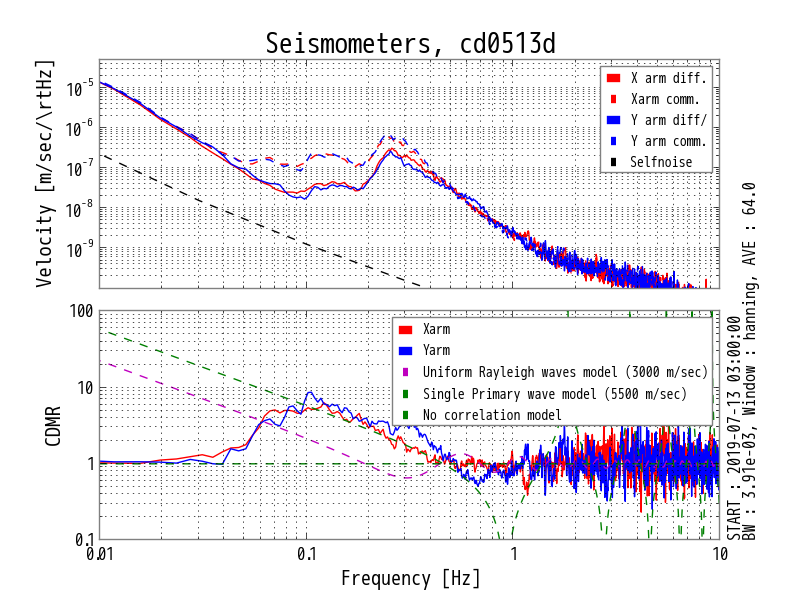 Seismometers, cd0513d
Velocity [m/sec/\rtHz]
10-5
10-6
10-7
10-8
10-9
X arm diff.
Xarm comm.
Y arm diff/
Y arm comm.
Selfnoise
CDMR
100
10
1
0.1
Xarm
Yarm
Uniform Rayleigh waves model (3000 m/sec)
Single Primary wave model (5500 m/sec)
No correlation model
0.01
0.1
1
10
Frequency [Hz]
START : 2019-07-13 03:00:00
BW : 3.91e-03, Window : hanning, AVE : 64.0